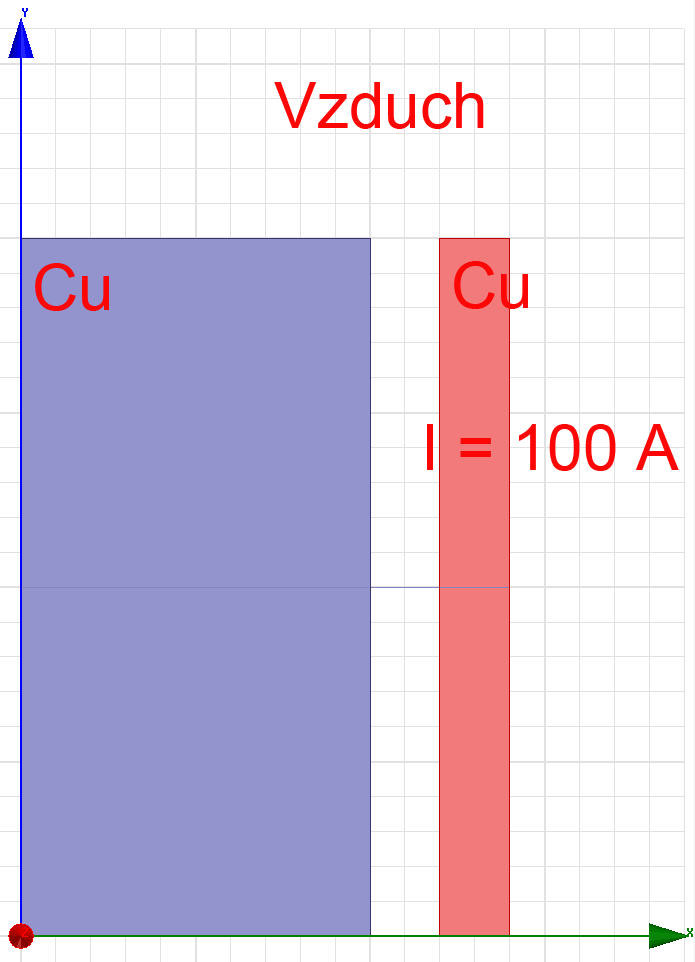 Y
Vzduch
Cu
Cu
I = 100 A
X